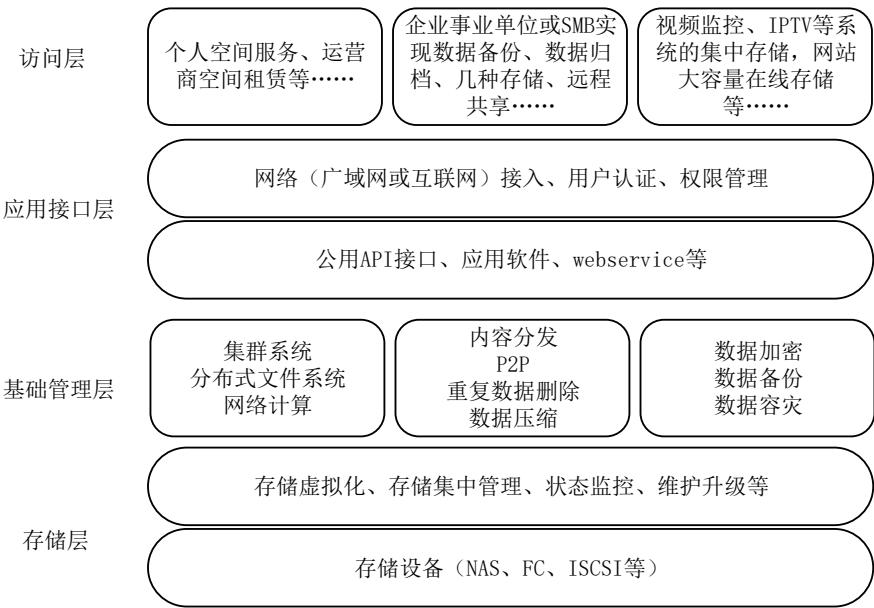 访问层
个人空间服务、运营
商空间租赁等……
企业事业单位或SMB实
现数据备份、数据归
档、几种存储、远程
共享……
视频监控、IPTV等系
统的集中存储，网站
大容量在线存储
等……
应用接口层
网络（广域网或互联网）接入、用户认证、权限管理
公用API接口、应用软件、webservice等
基础管理层
集群系统
分布式文件系统
网络计算
内容分发
P2P
重复数据删除
数据压缩
数据加密
数据备份
数据容灾
存储层
存储虚拟化、存储集中管理、状态监控、维护升级等
存储设备（NAS、FC、ISCSI等）